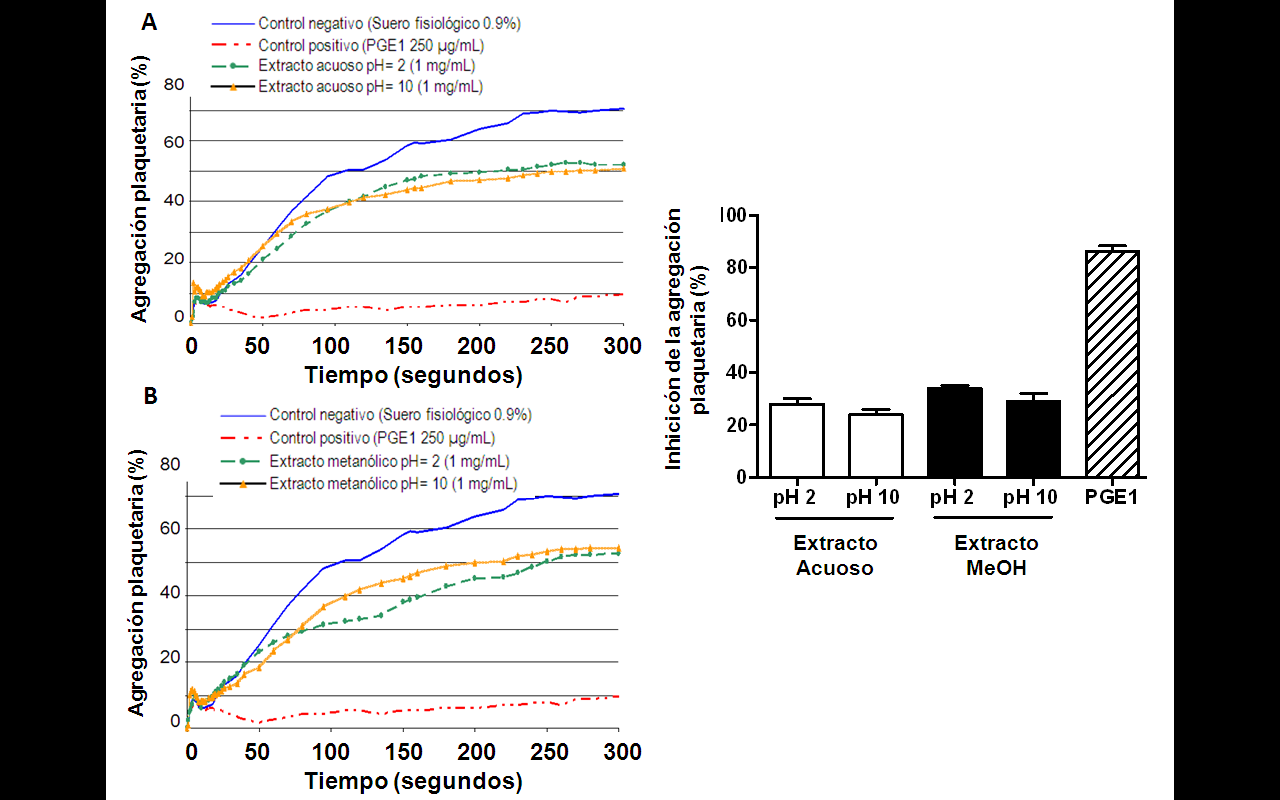 A
Control negativo (Suero fisiológico 0.9%)
Control positivo (PGE1 250 µg/mL)
Extracto acuoso pH= 2 (1 mg/mL)
Extracto acuoso pH= 10 (1 mg/mL)
Agregación plaquetaria (%)
80
60
40
20
0
0 50 100 150 200 250 300
Tiempo (segundos)
B
Control negativo (Suero fisiológico 0.9%)
Control positivo (PGE1 250 µg/mL)
Extracto metanólico pH= 2 (1 mg/mL)
Extracto metanólico pH= 10 (1 mg/mL)
Agregación plaquetaria (%)
80
60
40
20
0
0 50 100 150 200 250 300
Tiempo (segundos)
Inhicicón de la agregación
plaquetaria (%)
100
80
60
40
20
0
pH 2 pH 10 pH 2 pH 10 PGE1
Extracto
Acuoso
Extracto
MeOH